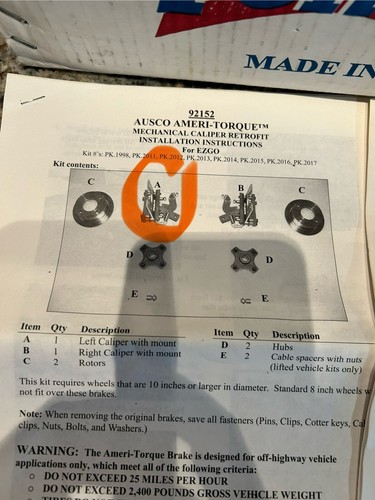 MADE IN
92152
AUSCO AMERI-TORQUE™
MECHANICAL CALIPER RETROFIT
INSTALLATION INSTRUCTIONS
For EZGO
Kit #'s: PK.1998, PK.2011, PK.2012, PK.2013, PK.2014, PK.2015, PK.2016, PK.2017
Kit contents:
C A B C
D D
E E
Item Qty Description Item Qty Description
A 1 Left Caliper with mount D 2 Hubs
B 1 Right Caliper with mount E 2 Cable spacers with nuts
C 2 Rotors (lifted vehicle kits only)
This kit requires wheels that are 10 inches or larger in diameter. Standard 8 inch wheels w
not fit over these brakes.
Note: When removing the original brakes, save all fasteners (Pins, Clips, Cotter keys, Cal
clips, Nuts, Bolts, and Washers.)
WARNING: The Ameri-Torque Brake is designed for off-highway vehicle
applications only, which meet all of the following criteria:
o DO NOT EXCEED 25 MILES PER HOUR
o DO NOT EXCEED 2,400 POUNDS GROSS VEHICLE WEIGHT